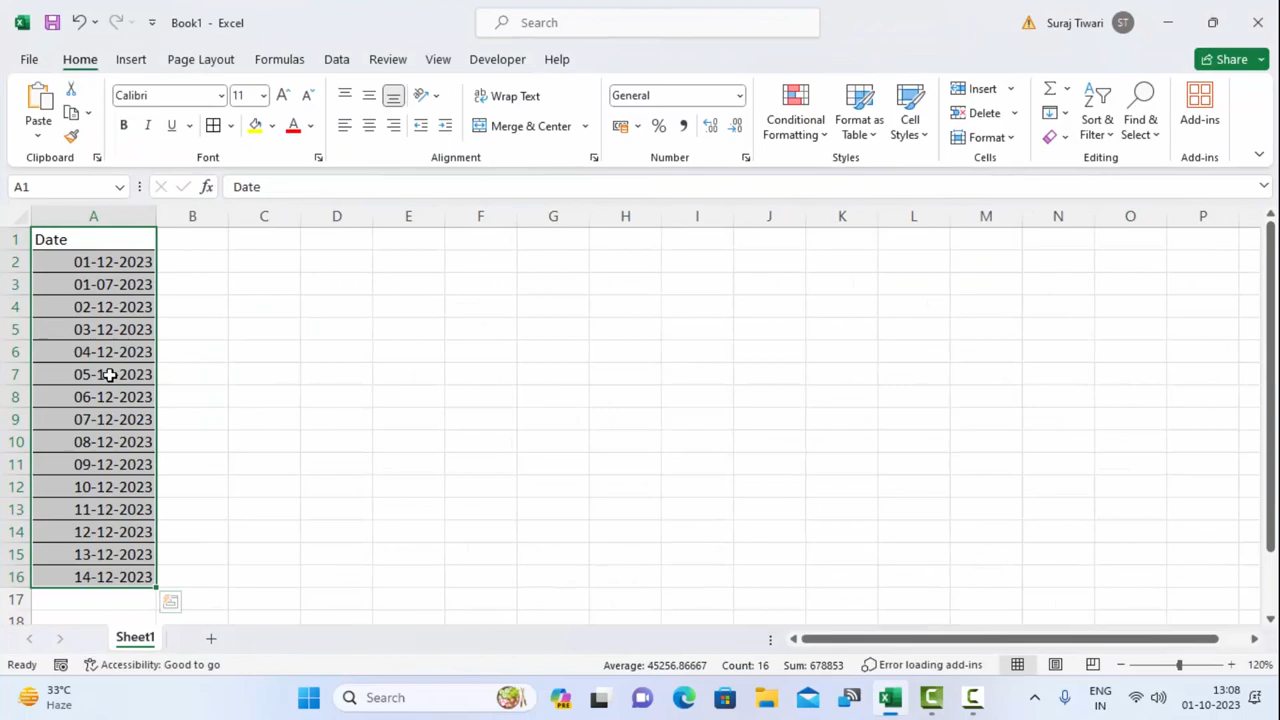 Book1 - Excel
Search
Suraj Tiwari ST
File Home Insert Page Layout Formulas Data Review View Developer Help
Share
Paste
Clipboard
Calibri 11
B I U
Font
Wrap Text
Merge & Center
Alignment
General
Number
Conditional Formatting
Format as Table
Cell Styles
Styles
Insert
Delete
Format
Cells
Sort & Filter
Find & Select
Editing
Add-ins
Add-ins
A1 fx Date
A B C D E F G H I J K L M N O P
1 Date
2 01-12-2023
3 01-07-2023
4 02-12-2023
5 03-12-2023
6 04-12-2023
7 05-12-2023
8 06-12-2023
9 07-12-2023
10 08-12-2023
11 09-12-2023
12 10-12-2023
13 11-12-2023
14 12-12-2023
15 13-12-2023
16 14-12-2023
17
18
Sheet1
Ready Accessibility: Good to go Average: 45256.86667 Count: 16 Sum: 678853 Error loading add-ins 120%
33°C
Haze
Search
PRE
ENG
IN
13:08
01-10-2023